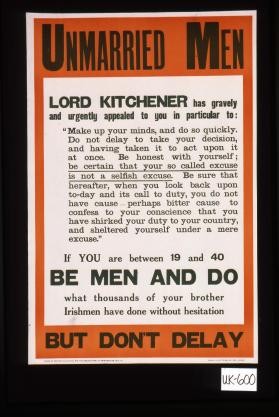 UNMARRIED MEN
LORD KITCHENER has gravely
and urgently appealed to you in particular to:
"Make up your minds, and do so quickly.
Do not delay to take your decision,
and having taken it to act upon it
at once. Be honest with yourself;
be certain that your so called excuse
is not a selfish excuse. Be sure that
hereafter, when you look back upon
to-day and its call to duty, you do not
have cause—perhaps bitter cause to
confess to your conscience that you
have shirked your duty to your country,
and sheltered yourself under a mere
excuse."
If YOU are between 19 and 40
BE MEN AND DO
what thousands of your brother
Irishmen have done without hesitation
BUT DON'T DELAY
UK-600